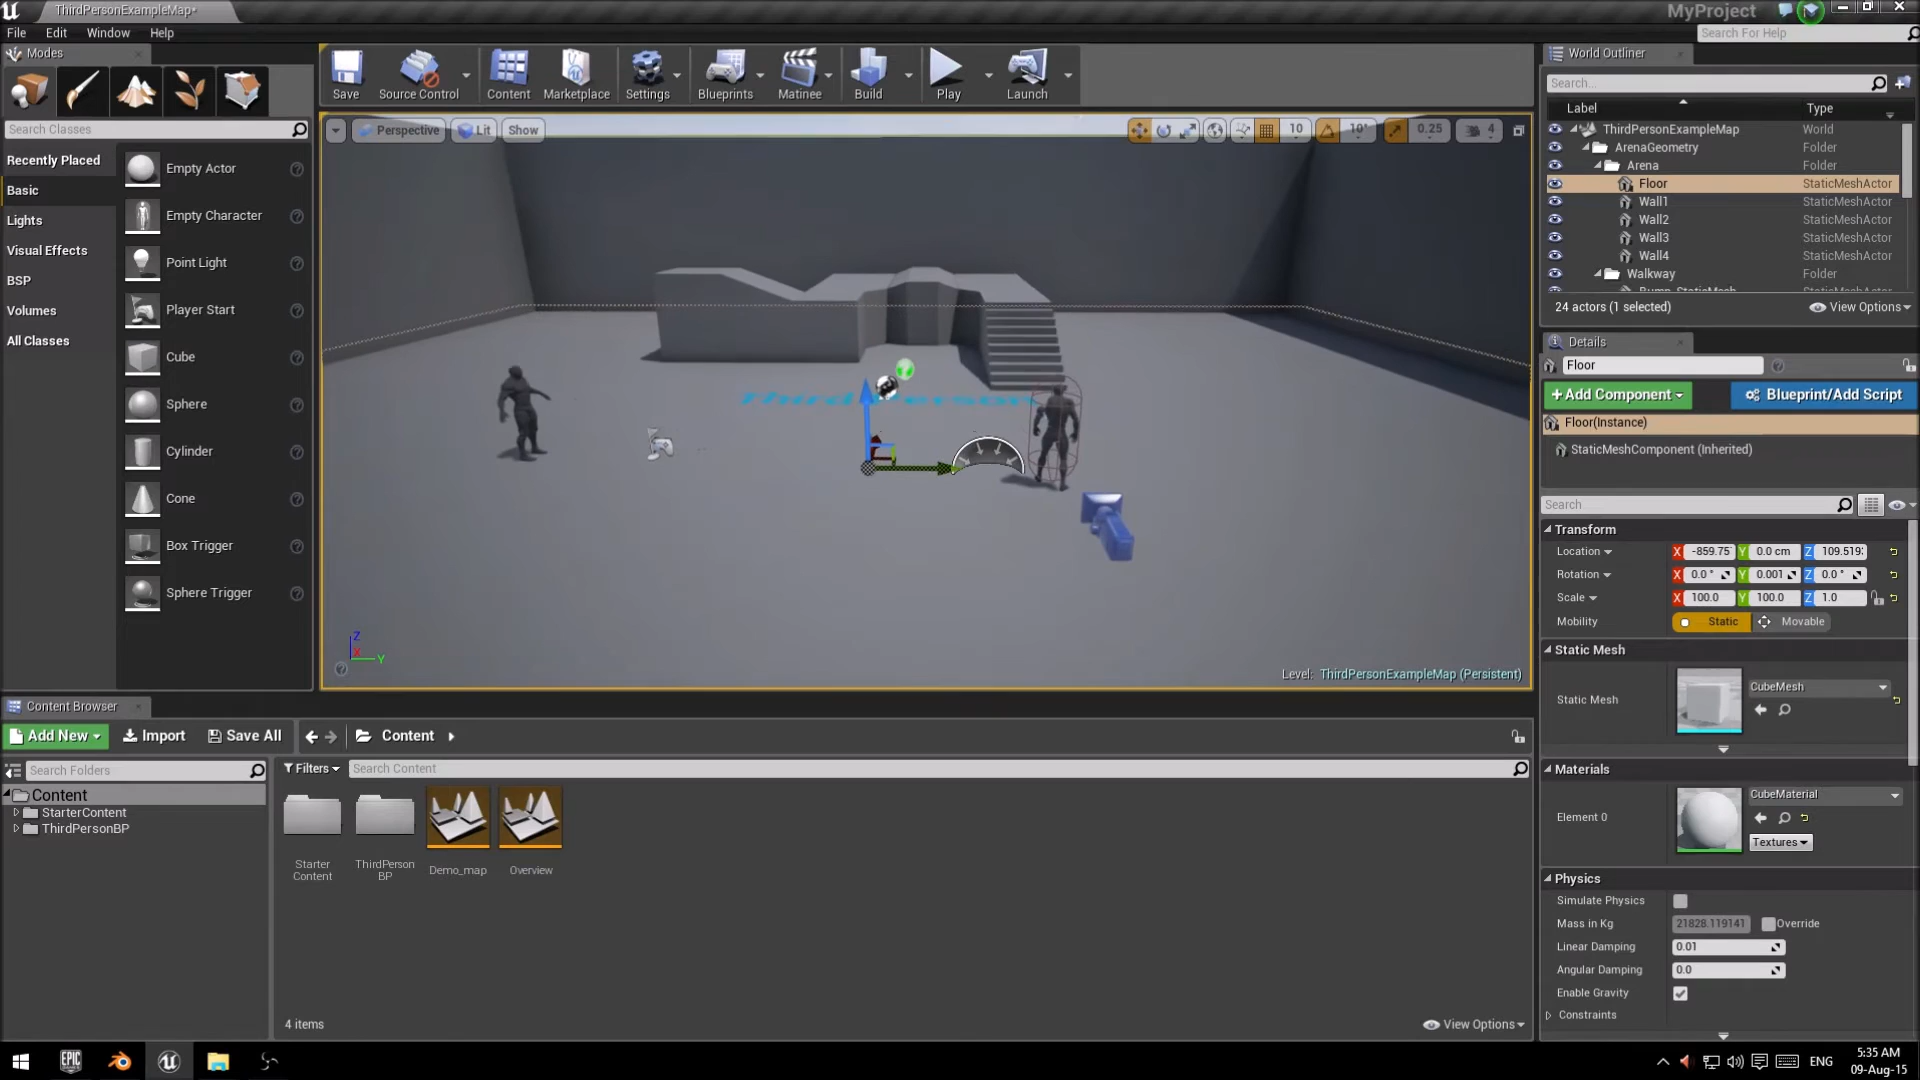 ThirdPersonExampleMap*
MyProject
File Edit Window Help
Search For Help
Modes
Save
Source Control
Content
Marketplace
Settings
Blueprints
Matinee
Build
Play
Launch
Search Classes
Recently Placed
Basic
Lights
Visual Effects
BSP
Volumes
All Classes
Empty Actor
Empty Character
Point Light
Player Start
Cube
Sphere
Cylinder
Cone
Box Trigger
Sphere Trigger
Perspective
Lit
Show
10
10°
0.25
4
Z
X
Y
Level: ThirdPersonExampleMap (Persistent)
World Outliner
Search...
Label Type
ThirdPersonExampleMap World
ArenaGeometry Folder
Arena Folder
Floor StaticMeshActor
Wall1 StaticMeshActor
Wall2 StaticMeshActor
Wall3 StaticMeshActor
Wall4 StaticMeshActor
Walkway Folder
24 actors (1 selected)
View Options
Details
Floor
+ Add Component
Blueprint/Add Script
Floor(Instance)
StaticMeshComponent (Inherited)
Search
Transform
Location X -859.75 Y 0.0 cm Z 109.519
Rotation X 0.0 ° Y 0.001 Z 0.0 °
Scale X 100.0 Y 100.0 Z 1.0
Mobility Static Movable
Static Mesh
Static Mesh
CubeMesh
Materials
Element 0
CubeMaterial
Textures
Physics
Simulate Physics
Mass in Kg 21828.119141 Override
Linear Damping 0.01
Angular Damping 0.0
Enable Gravity
Constraints
Content Browser
Add New
Import
Save All
Content
Search Folders
Filters
Search Content
Content
StarterContent
ThirdPersonBP
Starter
Content
ThirdPerson
BP
Demo_map
Overview
4 items
View Options
EPIC
GAMES
ENG
5:35 AM
09-Aug-15